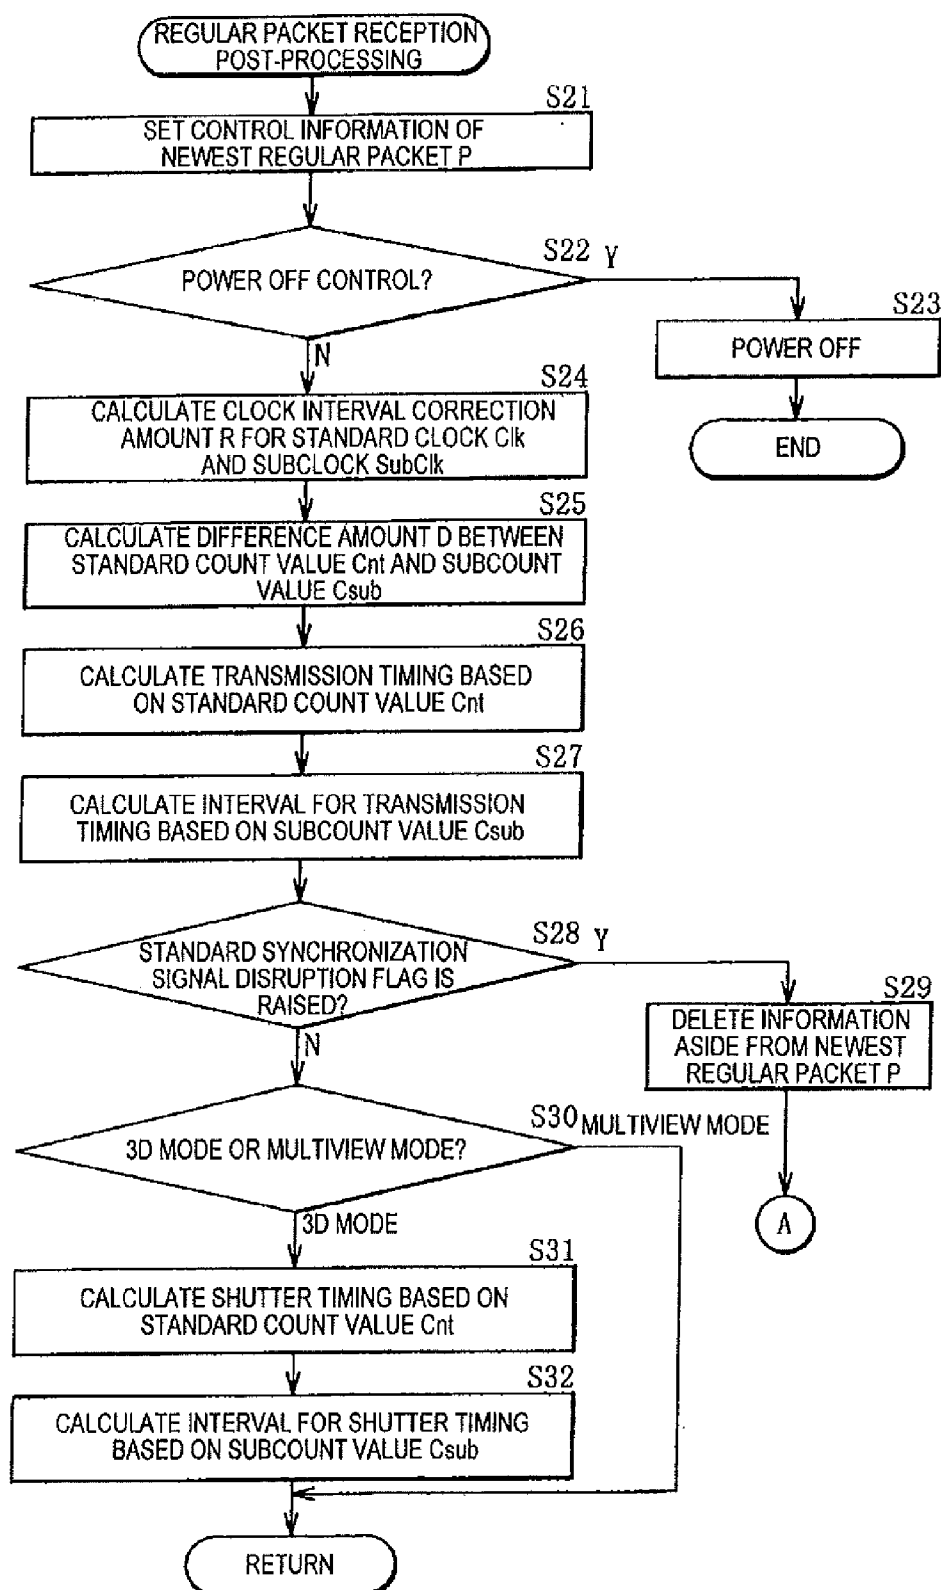 REGULAR PACKET RECEPTION
POST-PROCESSING
S21
SET CONTROL INFORMATION OF
NEWEST REGULAR PACKET P
S22
Y
POWER OFF CONTROL?
S23
POWER OFF
END
N
S24
CALCULATE CLOCK INTERVAL CORRECTION
AMOUNT R FOR STANDARD CLOCK Clk
AND SUBCLOCK SubClk
S25
CALCULATE DIFFERENCE AMOUNT D BETWEEN
STANDARD COUNT VALUE Cnt AND SUBCOUNT
VALUE Csub
S26
CALCULATE TRANSMISSION TIMING BASED
ON STANDARD COUNT VALUE Cnt
S27
CALCULATE INTERVAL FOR TRANSMISSION
TIMING BASED ON SUBCOUNT VALUE Csub
S28
Y
STANDARD SYNCHRONIZATION
SIGNAL DISRUPTION FLAG IS
RAISED?
S29
DELETE INFORMATION
ASIDE FROM NEWEST
REGULAR PACKET P
A
N
S30
MULTIVIEW MODE
3D MODE OR MULTIVIEW MODE?
3D MODE
S31
CALCULATE SHUTTER TIMING BASED ON
STANDARD COUNT VALUE Cnt
S32
CALCULATE INTERVAL FOR SHUTTER TIMING
BASED ON SUBCOUNT VALUE Csub
RETURN